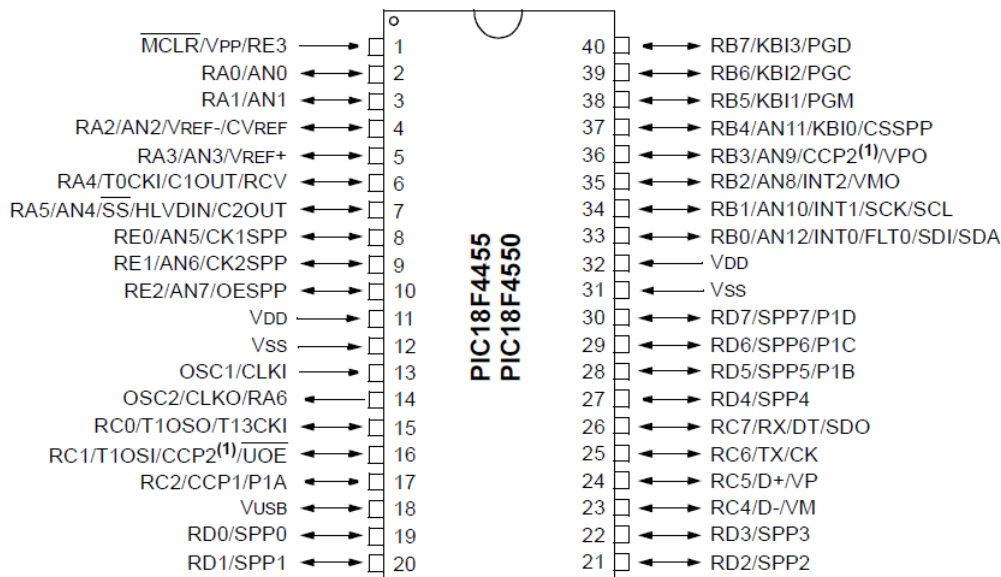 MCLR/VPP/RE3 1
RA0/AN0 2
RA1/AN1 3
RA2/AN2/VREF-/CVREF 4
RA3/AN3/VREF+ 5
RA4/T0CKI/C1OUT/RCV 6
RA5/AN4/SS/HLVDIN/C2OUT 7
RE0/AN5/CK1SPP 8
RE1/AN6/CK2SPP 9
RE2/AN7/OESPP 10
VDD 11
VSS 12
OSC1/CLKI 13
OSC2/CLKO/RA6 14
RC0/T1OSO/T13CKI 15
RC1/T1OSI/CCP2(1)/UOE 16
RC2/CCP1/P1A 17
VUSB 18
RD0/SPP0 19
RD1/SPP1 20
PIC18F4455
PIC18F4550
40 RB7/KBI3/PGD
39 RB6/KBI2/PGC
38 RB5/KBI1/PGM
37 RB4/AN11/KBI0/CSSPP
36 RB3/AN9/CCP2(1)/VPO
35 RB2/AN8/INT2/VMO
34 RB1/AN10/INT1/SCK/SCL
33 RB0/AN12/INT0/FLT0/SDI/SDA
32 VDD
31 VSS
30 RD7/SPP7/P1D
29 RD6/SPP6/P1C
28 RD5/SPP5/P1B
27 RD4/SPP4
26 RC7/RX/DT/SDO
25 RC6/TX/CK
24 RC5/D+/VP
23 RC4/D-/VM
22 RD3/SPP3
21 RD2/SPP2